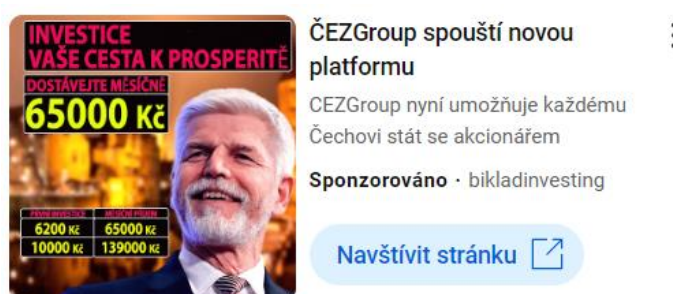 INVESTICE
VAŠE CESTA K PROSPERITĚ
DOSTÁVEJTE MĚSÍČNĚ
65000 Kč
PRVNÍ INVESTICE
MĚSÍČNÍ PŘÍJEM
6200 Kč
65000 Kč
10000 Kč
139000 Kč
ČEZGroup spouští novou
platformu
CEZGroup nyní umožňuje každému
Čechovi stát se akcionářem
Sponzorováno · bikladinvesting
Navštívit stránku